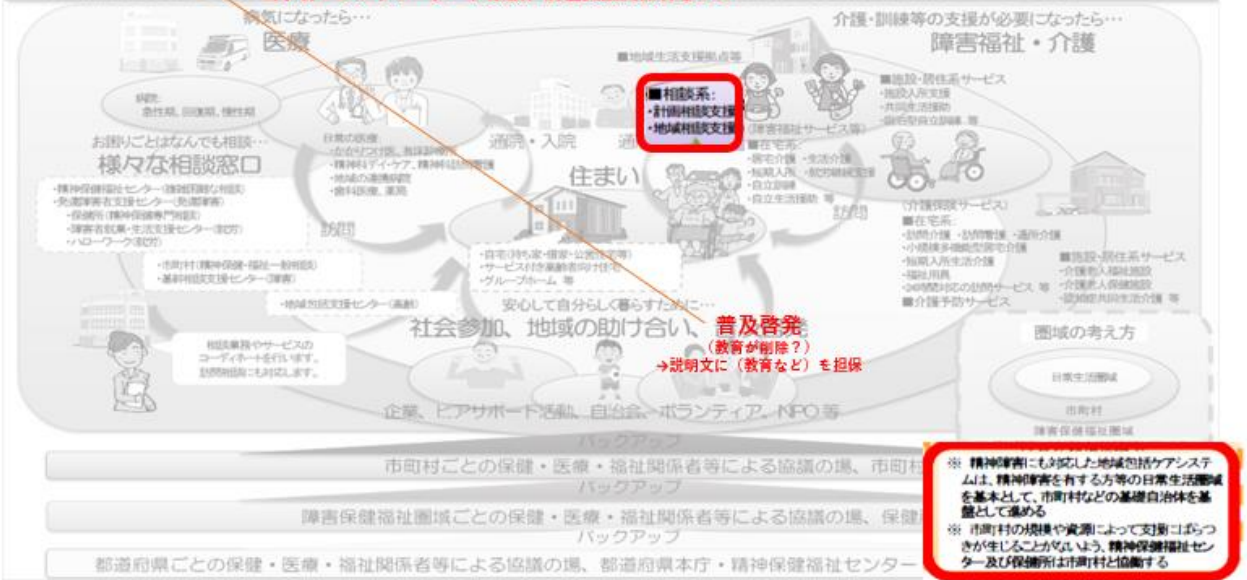 病気になったら…
医療
介護・訓練等の支援が必要になったら…
障害福祉・介護
■地域生活支援拠点等
病院:
急性期、回復期、慢性期
■相談系:
・計画相談支援
・地域相談支援
(障害福祉サービス等)
■在宅系:
・居宅介護 ・生活介護
・短期入所 ・就労継続支援
・自立訓練
・自立生活援助 等
■施設・居住系サービス
・施設入所支援
・共同生活援助
・宿泊型自立訓練 等
お困りごとはなんでも相談…
様々な相談窓口
日常の医療:
・かかりつけ医、有床診療所
・精神科デイ・ケア、精神科訪問看護
・地域の連携病院
・歯科医療、薬局
通院・入院
住まい
・精神保健福祉センター(複雑困難な相談)
・発達障害者支援センター(発達障害)
・保健所(精神保健専門相談)
・障害者就業・生活支援センター(就労)
・ハローワーク(就労)
訪問
訪問
(介護保険サービス)
■在宅系:
・訪問介護 ・訪問看護 ・通所介護
・小規模多機能型居宅介護
・短期入所生活介護
・福祉用具
・24時間対応の訪問サービス 等
■介護予防サービス
■施設・居住系サービス
・介護老人福祉施設
・介護老人保健施設
・認知症共同生活介護 等
・市町村(精神保健・福祉一般相談)
・基幹相談支援センター(障害)
・自宅(持ち家・借家・公営住宅等)
・サービス付き高齢者向け住宅
・グループホーム 等
・地域包括支援センター(高齢)
安心して自分らしく暮らすために…
社会参加、地域の助け合い、
普及啓発
(教育が削除?)
→説明文に(教育など)を担保
相談業務やサービスの
コーディネートを行います。
訪問相談にも対応します。
圏域の考え方
日常生活圏域
市町村
障害保健福祉圏域
企業、ピアサポート活動、自治会、ボランティア、NPO 等
バックアップ
市町村ごとの保健・医療・福祉関係者等による協議の場、市町村
バックアップ
障害保健福祉圏域ごとの保健・医療・福祉関係者等による協議の場、保健
バックアップ
都道府県ごとの保健・医療・福祉関係者等による協議の場、都道府県本庁・精神保健福祉センター
※ 精神障害にも対応した地域包括ケアシステ
ムは、精神障害を有する方等の日常生活圏域
を基本として、市町村などの基礎自治体を基
盤として進める
※ 市町村の規模や資源によって支援にばらつ
きが生じることがないよう、精神保健福祉セン
ター及び保健所は市町村と協働する